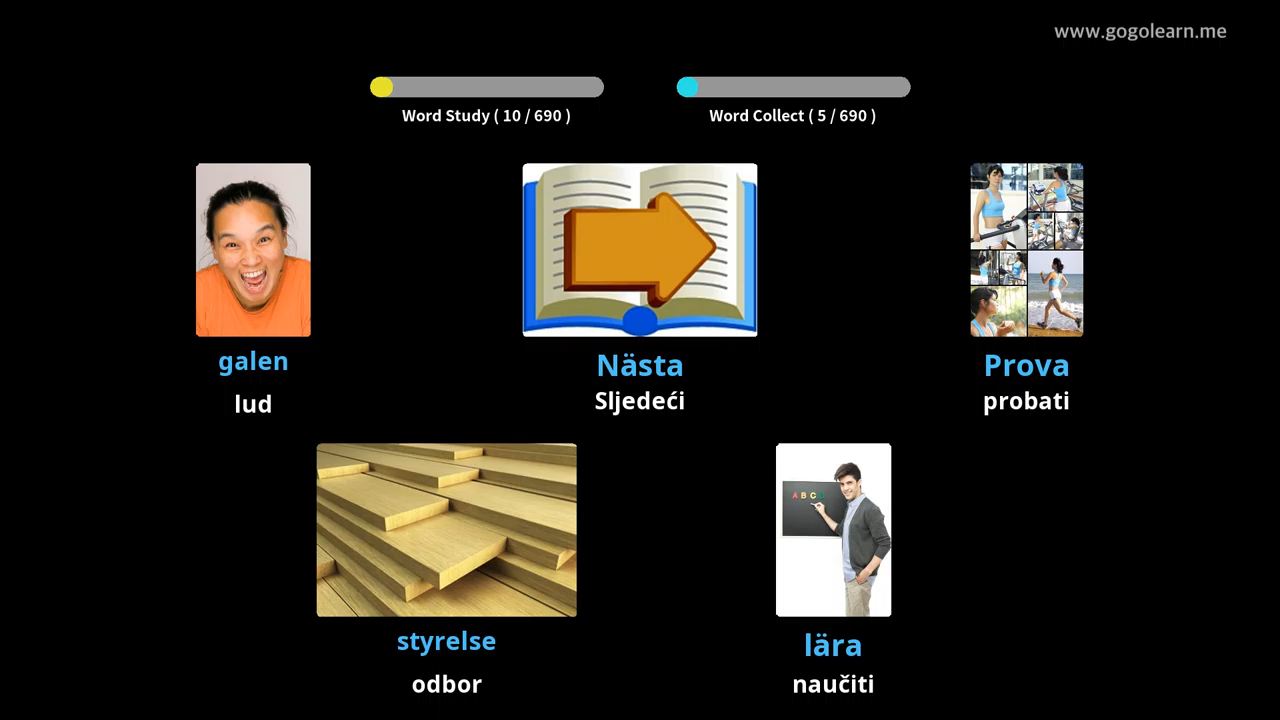 www.gogolearn.me
Word Study ( 10 / 690 )
Word Collect ( 5 / 690 )
galen
lud
Nästa
Sljedeći
Prova
probati
A B C
styrelse
odbor
lära
naučiti